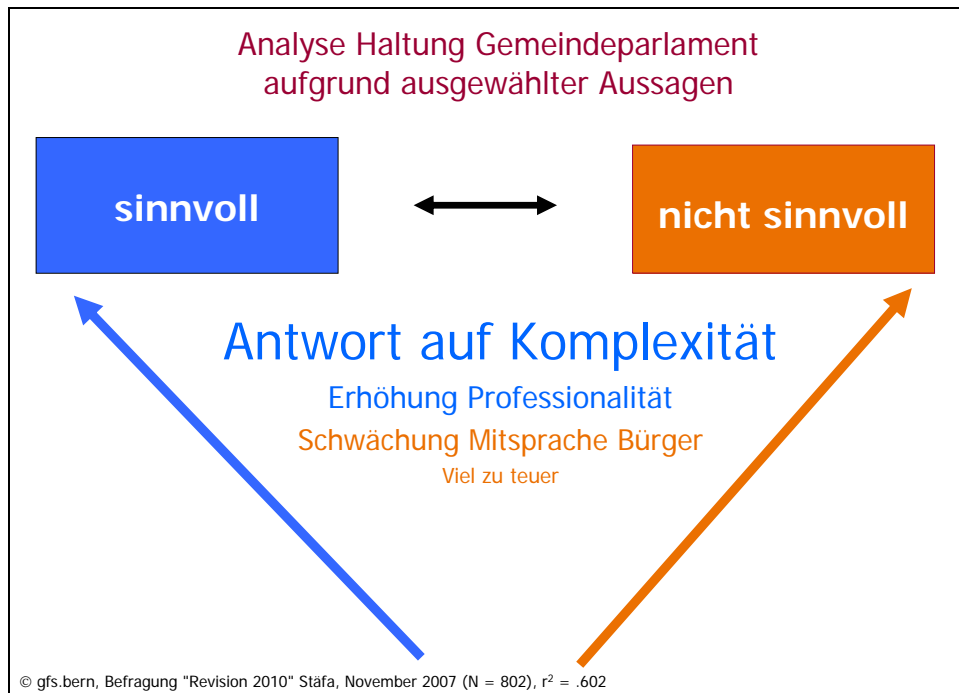 Analyse Haltung Gemeindeparlament
aufgrund ausgewählter Aussagen
sinnvoll
nicht sinnvoll
Antwort auf Komplexität
Erhöhung Professionalität
Schwächung Mitsprache Bürger
Viel zu teuer
© gfs.bern, Befragung "Revision 2010" Stäfa, November 2007 (N = 802), r² = .602